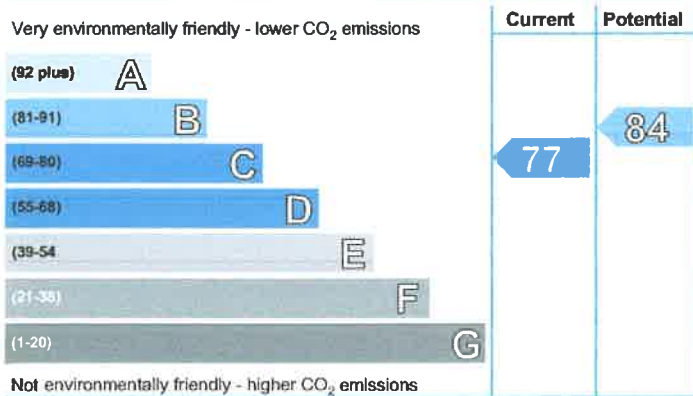 Very environmentally friendly - lower CO₂ emissions
Current
Potential
(92 plus) A
(81-91) B
84
(69-80) C
77
(55-68) D
(39-54 E
(21-38) F
(1-20) G
Not environmentally friendly - higher CO₂ emissions